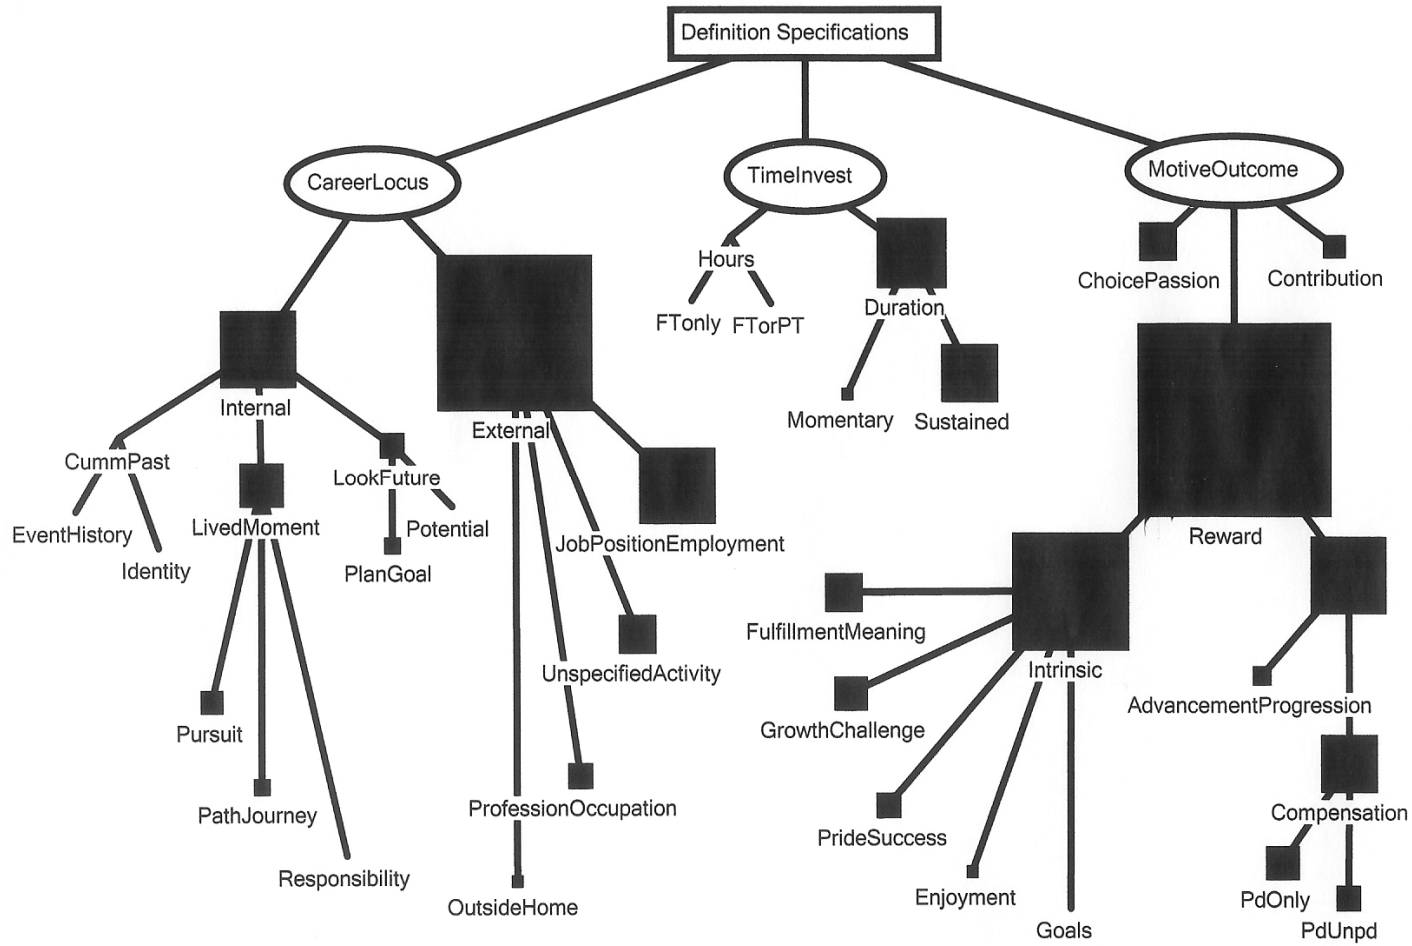 Definition Specifications
CareerLocus
TimeInvest
MotiveOutcome
Hours
FTonly
FTorPT
Duration
Momentary
Sustained
ChoicePassion
Contribution
Internal
External
CummPast
EventHistory
Identity
LivedMoment
LookFuture
Potential
PlanGoal
JobPositionEmployment
UnspecifiedActivity
Pursuit
PathJourney
Responsibility
ProfessionOccupation
OutsideHome
Reward
Intrinsic
FulfillmentMeaning
GrowthChallenge
PrideSuccess
Enjoyment
Goals
AdvancementProgression
Compensation
PdOnly
PdUnpd